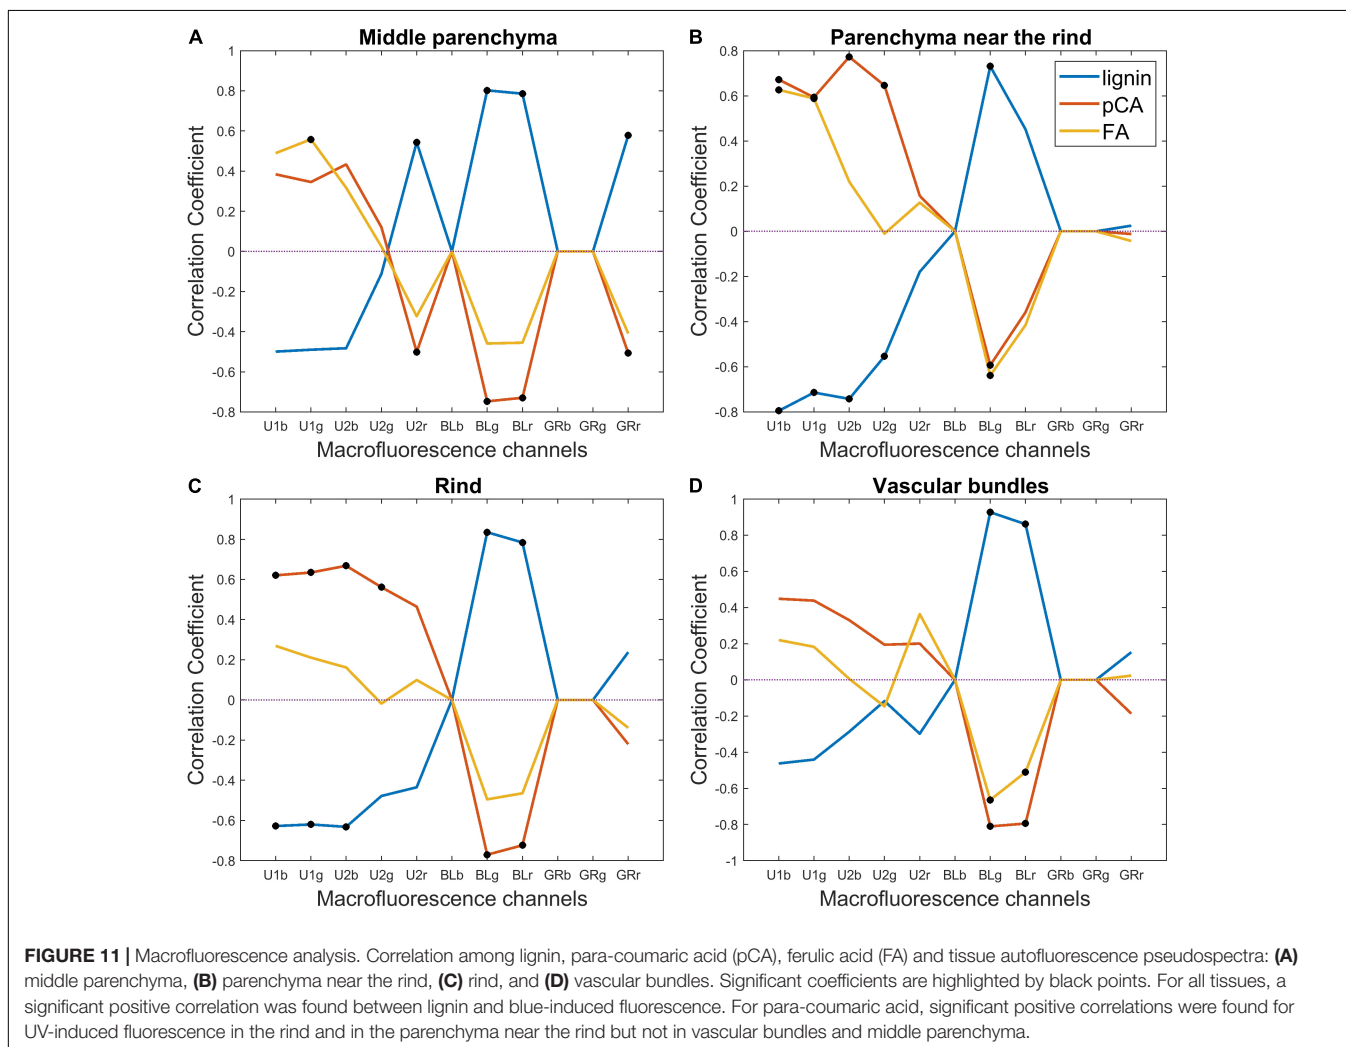 A
Middle parenchyma
1
0.8
0.6
0.4
0.2
0
-0.2
-0.4
-0.6
-0.8
Correlation Coefficient
U1b U1g U2b U2g U2r BLb BLg BLr GRb GRg GRr
Macrofluorescence channels
B
Parenchyma near the rind
0.8
0.6
0.4
0.2
0
-0.2
-0.4
-0.6
-0.8
Correlation Coefficient
lignin
pCA
FA
U1b U1g U2b U2g U2r BLb BLg BLr GRb GRg GRr
Macrofluorescence channels
C
Rind
1
0.8
0.6
0.4
0.2
0
-0.2
-0.4
-0.6
-0.8
Correlation Coefficient
U1b U1g U2b U2g U2r BLb BLg BLr GRb GRg GRr
Macrofluorescence channels
D
Vascular bundles
1
0.8
0.6
0.4
0.2
0
-0.2
-0.4
-0.6
-0.8
-1
Correlation Coefficient
U1b U1g U2b U2g U2r BLb BLg BLr GRb GRg GRr
Macrofluorescence channels
FIGURE 11 | Macrofluorescence analysis. Correlation among lignin, para-coumaric acid (pCA), ferulic acid (FA) and tissue autofluorescence pseudospectra: (A)
middle parenchyma, (B) parenchyma near the rind, (C) rind, and (D) vascular bundles. Significant coefficients are highlighted by black points. For all tissues, a
significant positive correlation was found between lignin and blue-induced fluorescence. For para-coumaric acid, significant positive correlations were found for
UV-induced fluorescence in the rind and in the parenchyma near the rind but not in vascular bundles and middle parenchyma.